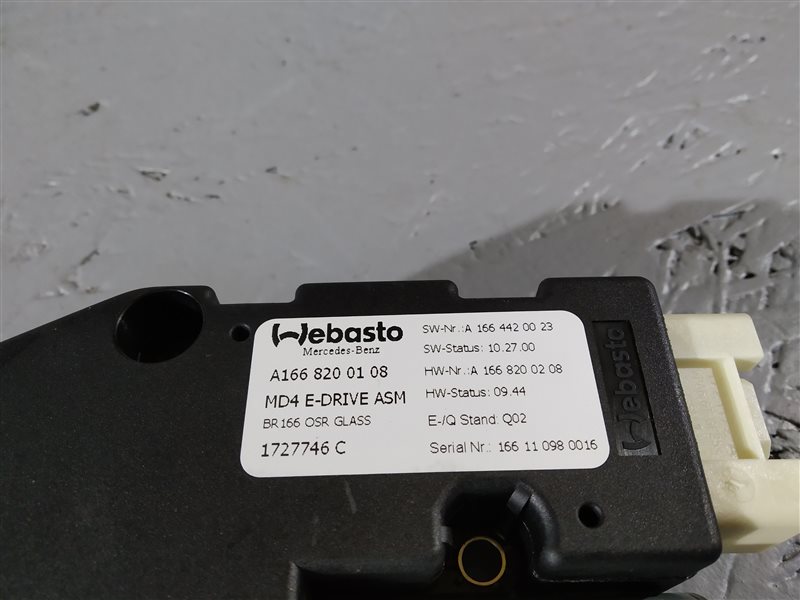 Webasto
Mercedes-Benz
A166 820 01 08
MD4 E-DRIVE ASM
BR166 OSR GLASS
1727746 C
SW-Nr.:A 166 442 00 23
SW-Status: 10.27.00
HW-Nr.:A 166 820 02 08
HW-Status: 09.44
E-/Q Stand: Q02
Serial Nr.: 166 11 098 0016
Webasto